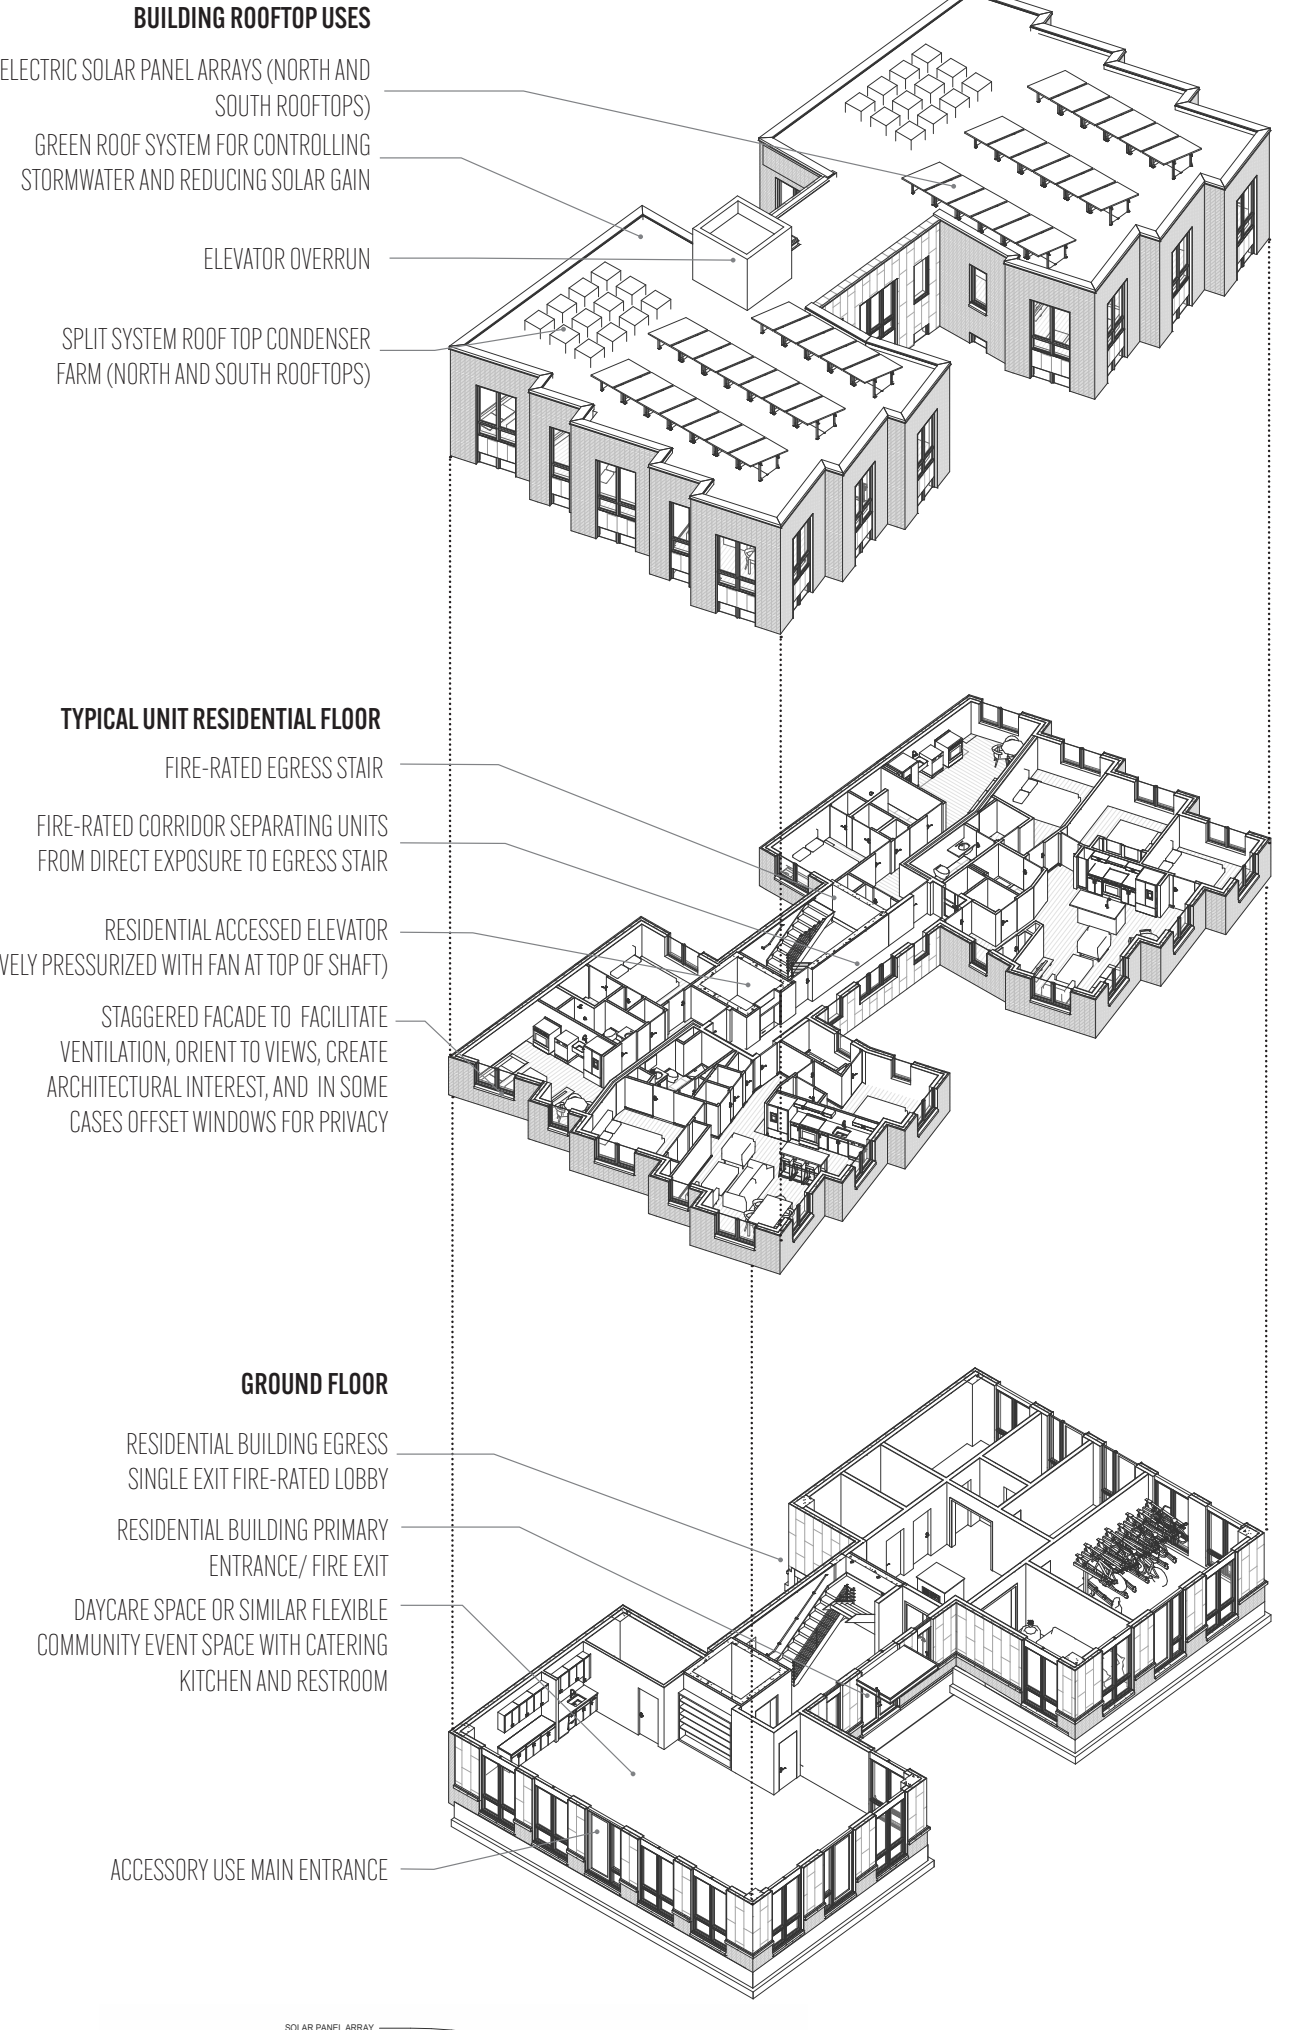 BUILDING ROOFTOP USES
ELECTRIC SOLAR PANEL ARRAYS (NORTH AND
SOUTH ROOFTOPS)
GREEN ROOF SYSTEM FOR CONTROLLING
STORMWATER AND REDUCING SOLAR GAIN
ELEVATOR OVERRUN
SPLIT SYSTEM ROOF TOP CONDENSER
FARM (NORTH AND SOUTH ROOFTOPS)
TYPICAL UNIT RESIDENTIAL FLOOR
FIRE-RATED EGRESS STAIR
FIRE-RATED CORRIDOR SEPARATING UNITS
FROM DIRECT EXPOSURE TO EGRESS STAIR
RESIDENTIAL ACCESSED ELEVATOR
VELY PRESSURIZED WITH FAN AT TOP OF SHAFT)
STAGGERED FACADE TO FACILITATE
VENTILATION, ORIENT TO VIEWS, CREATE
ARCHITECTURAL INTEREST, AND IN SOME
CASES OFFSET WINDOWS FOR PRIVACY
GROUND FLOOR
RESIDENTIAL BUILDING EGRESS
SINGLE EXIT FIRE-RATED LOBBY
RESIDENTIAL BUILDING PRIMARY
ENTRANCE/ FIRE EXIT
DAYCARE SPACE OR SIMILAR FLEXIBLE
COMMUNITY EVENT SPACE WITH CATERING
KITCHEN AND RESTROOM
ACCESSORY USE MAIN ENTRANCE
SOLAR PANEL ARRAY